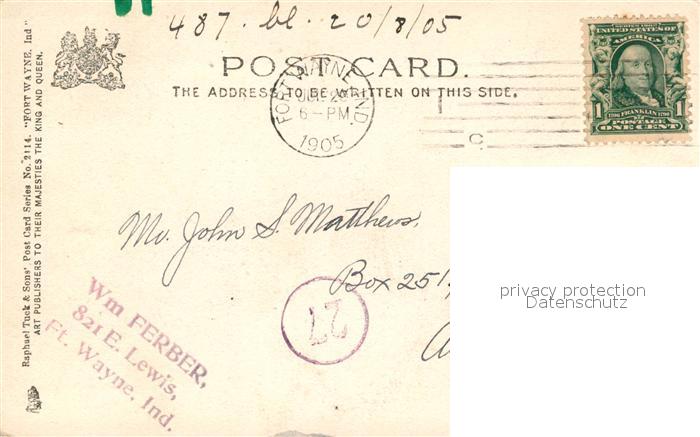 487. bl. 20/8/05
POST CARD.
THE ADDRESS TO BE WRITTEN ON THIS SIDE.
FORT WAYNE, IND.
6-PM
1905
C
UNITED STATES OF
AMERICA
1 1
1706 FRANKLIN 1790
POSTAGE
ONE CENT
Raphael Tuck & Sons' Post Card Series No. 2114. "FORT WAYNE, Ind"
ART PUBLISHERS TO THEIR MAJESTIES THE KING AND QUEEN.
Mr. John S. Matthews,
Box 251,
27
Wm FERBER,
821 E. Lewis,
Ft. Wayne, Ind.
privacy protection
Datenschutz